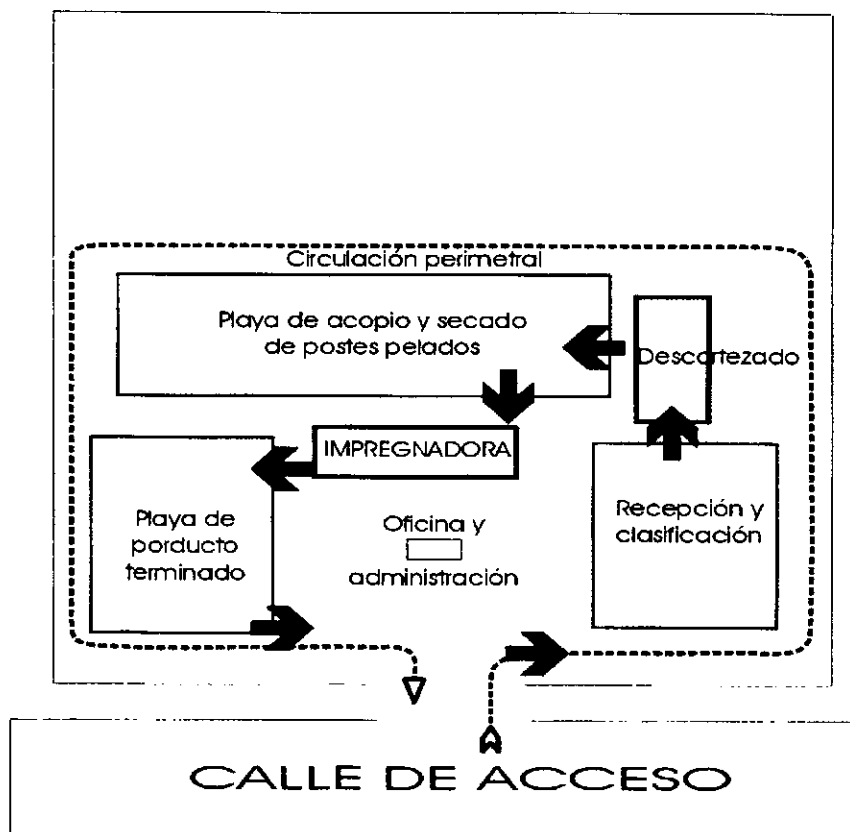 Circulación perimetral
Playa de acopio y secado
de postes pelados
Descortezado
IMPREGNADORA
Recepción y
clasificación
Oficina y
administración
Playa de
porducto
terminado
CALLE DE ACCESO